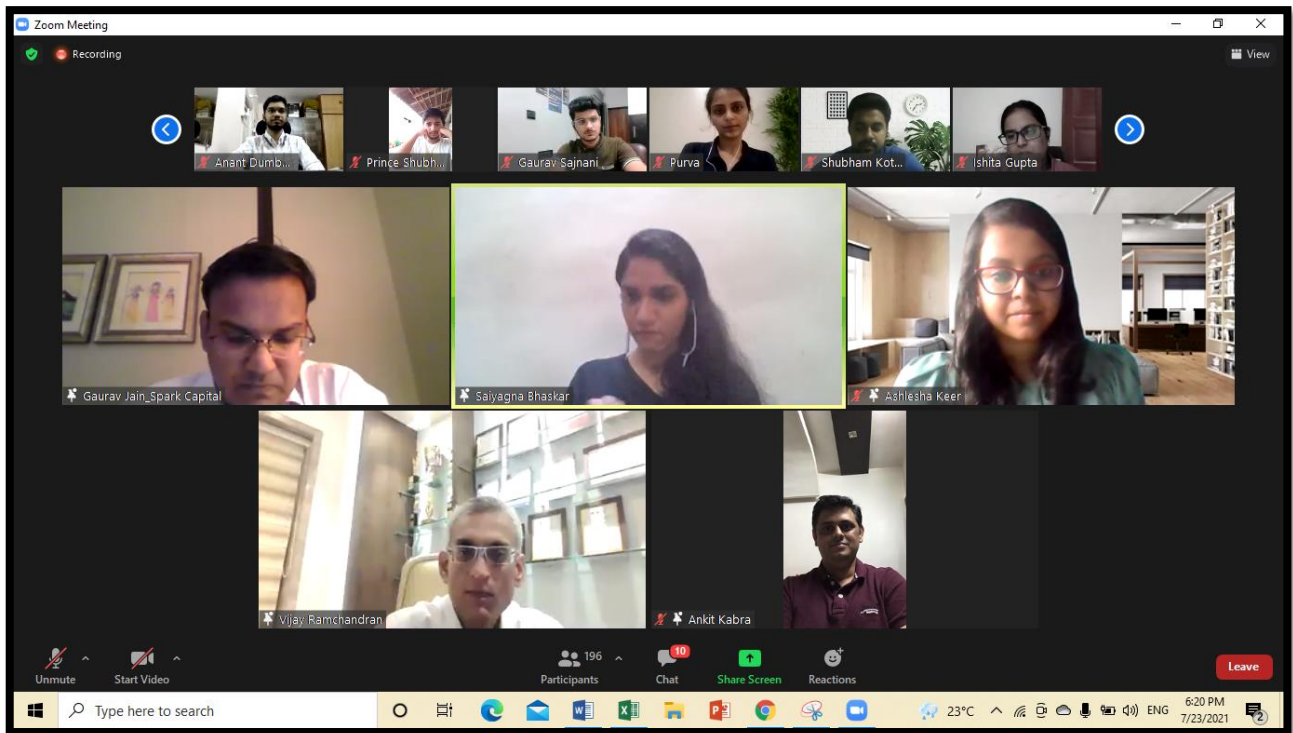 Zoom Meeting
Recording
View
Anant Dumb...
Prince Shubh...
Gaurav Sajnani
Purva
Shubham Kot...
Ishita Gupta
Gaurav Jain_Spark Capital
Saiyagna Bhaskar
Ashlesha Keer
Vijay Ramchandran
Ankit Kabra
196
10
Unmute
Start Video
Participants
Chat
Share Screen
Reactions
Leave
Type here to search
23°C
ENG
6:20 PM
7/23/2021
2